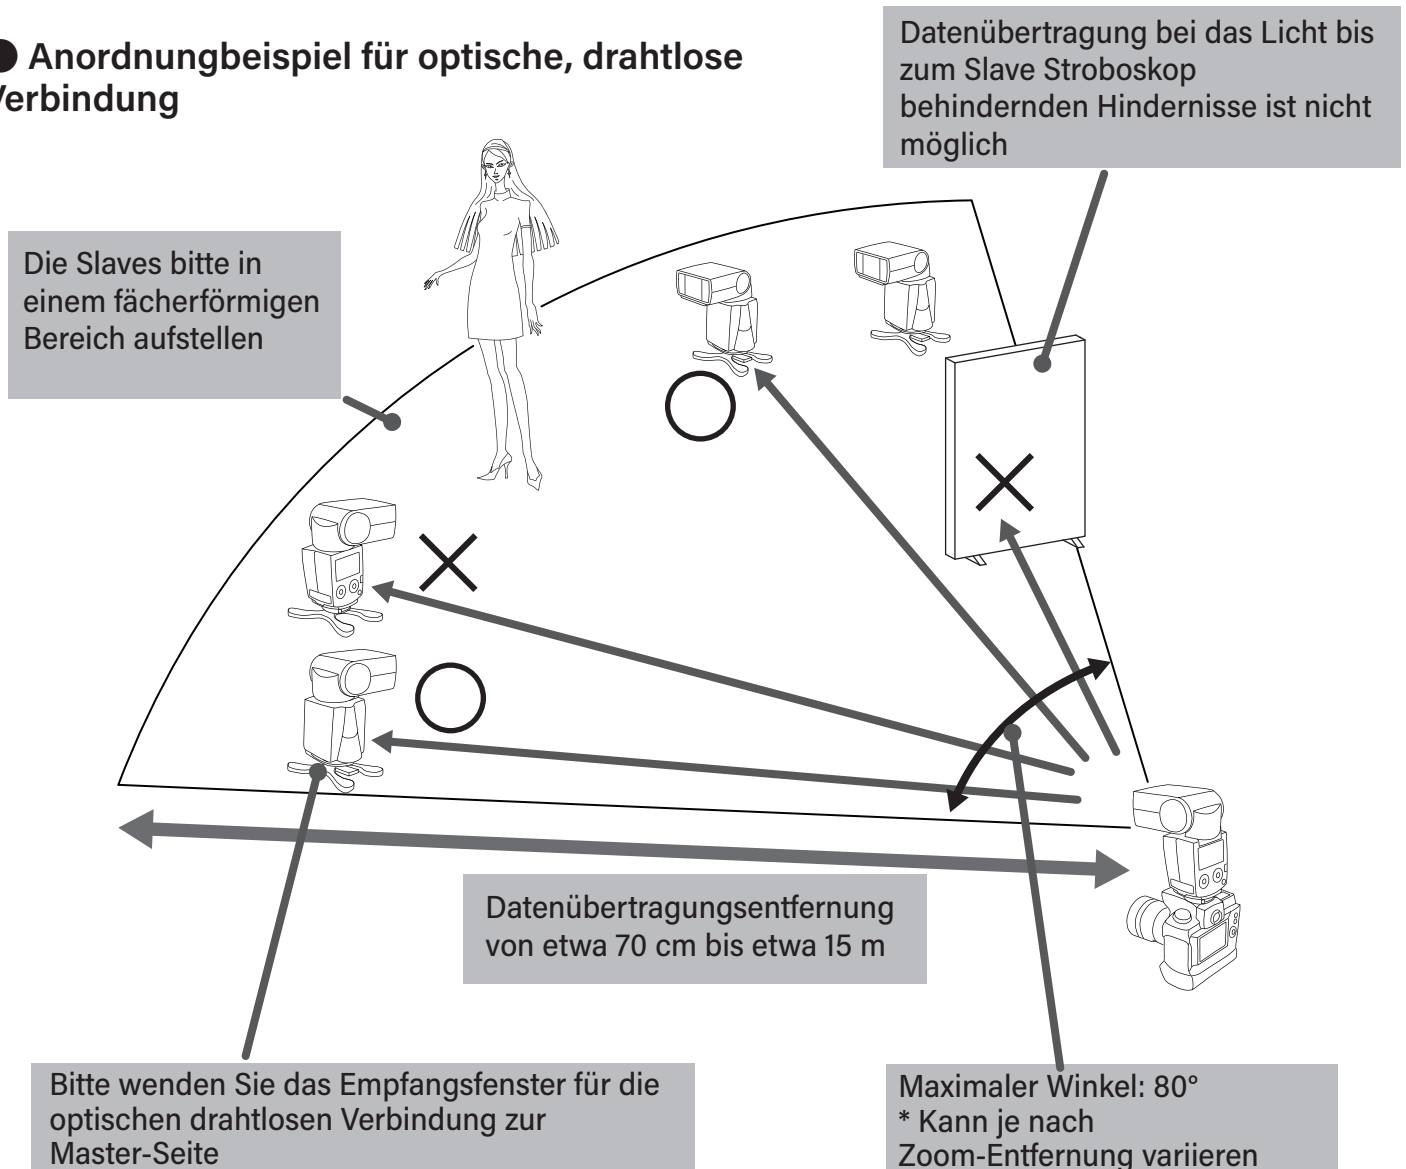 ● Anordnungbeispiel für optische, drahtlose
Verbindung
Datenübertragung bei das Licht bis
zum Slave Stroboskop
behindernden Hindernisse ist nicht
möglich
Die Slaves bitte in
einem fächerförmigen
Bereich aufstellen
Datenübertragungsentfernung
von etwa 70 cm bis etwa 15 m
Bitte wenden Sie das Empfangsfenster für die
optischen drahtlosen Verbindung zur
Master-Seite
Maximaler Winkel: 80°
* Kann je nach
Zoom-Entfernung variieren